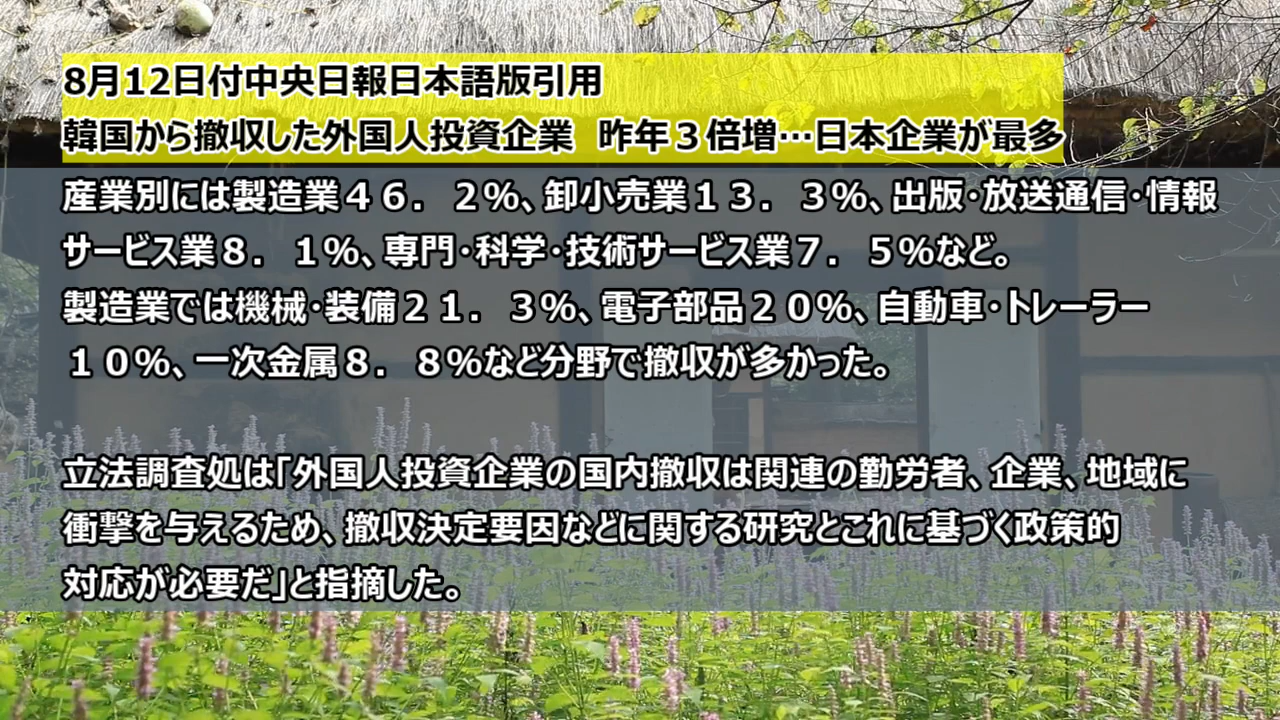 8月12日付中央日報日本語版引用
韓国から撤収した外国人投資企業　昨年３倍増…日本企業が最多
産業別には製造業４６．２％、卸小売業１３．３％、出版・放送通信・情報
サービス業８．１％、専門・科学・技術サービス業７．５％など。
製造業では機械・装備２１．３％、電子部品２０％、自動車・トレーラー
１０％、一次金属８．８％など分野で撤収が多かった。
立法調査処は「外国人投資企業の国内撤収は関連の勤労者、企業、地域に
衝撃を与えるため、撤収決定要因などに関する研究とこれに基づく政策的
対応が必要だ」と指摘した。